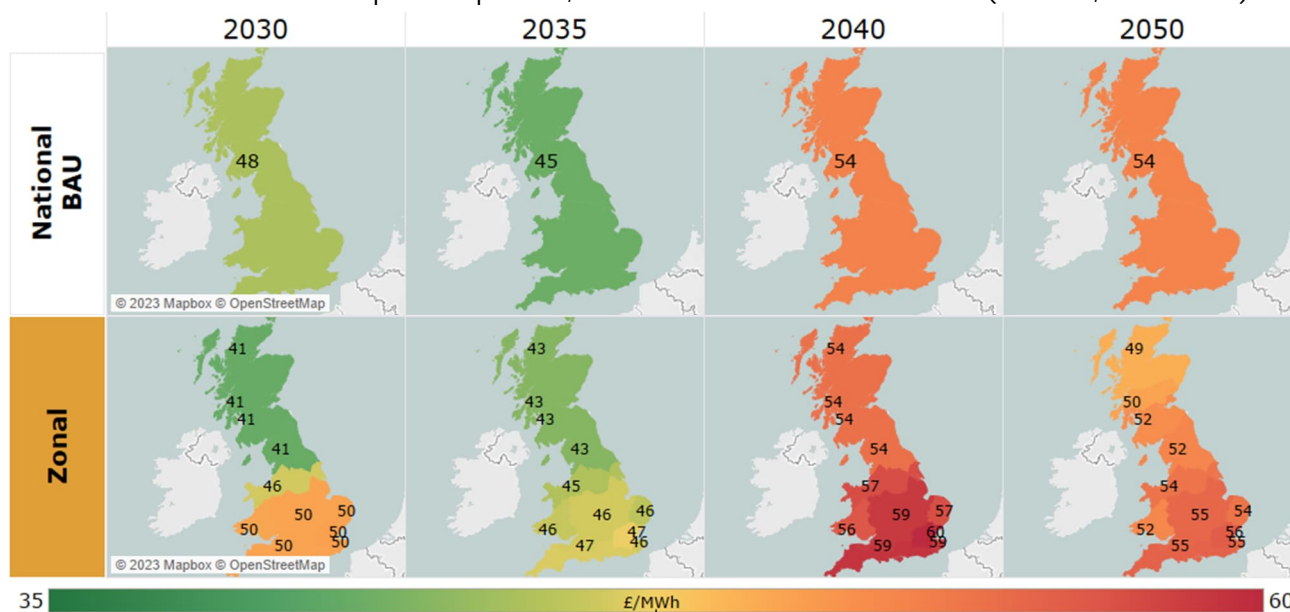 2030 2035 2040 2050
National
BAU
48 45 54 54
© 2023 Mapbox © OpenStreetMap
Zonal
41 43 54 49
41 43 54 50
41 43 54 52
41 43 54 52
46 45 57 54
50 50 46 46 59 57 55 54
50 50 46 47 56 60 52 56
50 50 47 46 59 59 55 55
© 2023 Mapbox © OpenStreetMap
35 £/MWh 60